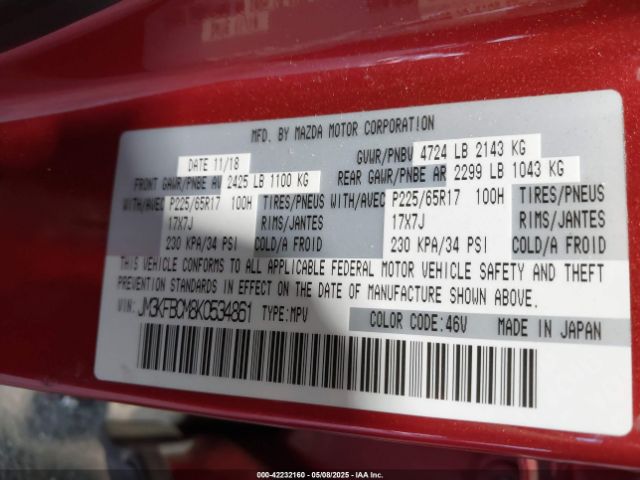 MFD. BY MAZDA MOTOR CORPORATION
DATE 11/18 GVWR/PNBV 4724 LB 2143 KG
FRONT GAWR/PNBE AV 2425 LB 1100 KG REAR GAWR/PNBE AR 2299 LB 1043 KG
WITH/AVEC P225/65R17 100H TIRES/PNEUS WITH/AVEC P225/65R17 100H TIRES/PNEUS
17X7J RIMS/JANTES 17X7J RIMS/JANTES
230 KPA/34 PSI COLD/A FROID 230 KPA/34 PSI COLD/A FROID
THIS VEHICLE CONFORMS TO ALL APPLICABLE FEDERAL MOTOR VEHICLE SAFETY AND THEFT
PREVENTION STANDARDS IN EFFECT ON THE DATE OF MANUFACTURE SHOWN ABOVE.
VIN: JM3KFBCM8K0534861 TYPE: MPV COLOR CODE: 46V MADE IN JAPAN
000-42232160 | 05/08/2025 | IAA Inc.